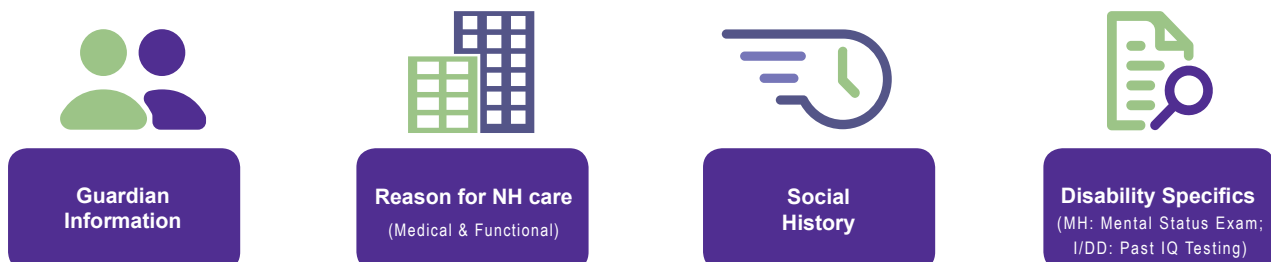 Guardian
Information
Reason for NH care
(Medical & Functional)
Social
History
Disability Specifics
(MH: Mental Status Exam;
I/DD: Past IQ Testing)